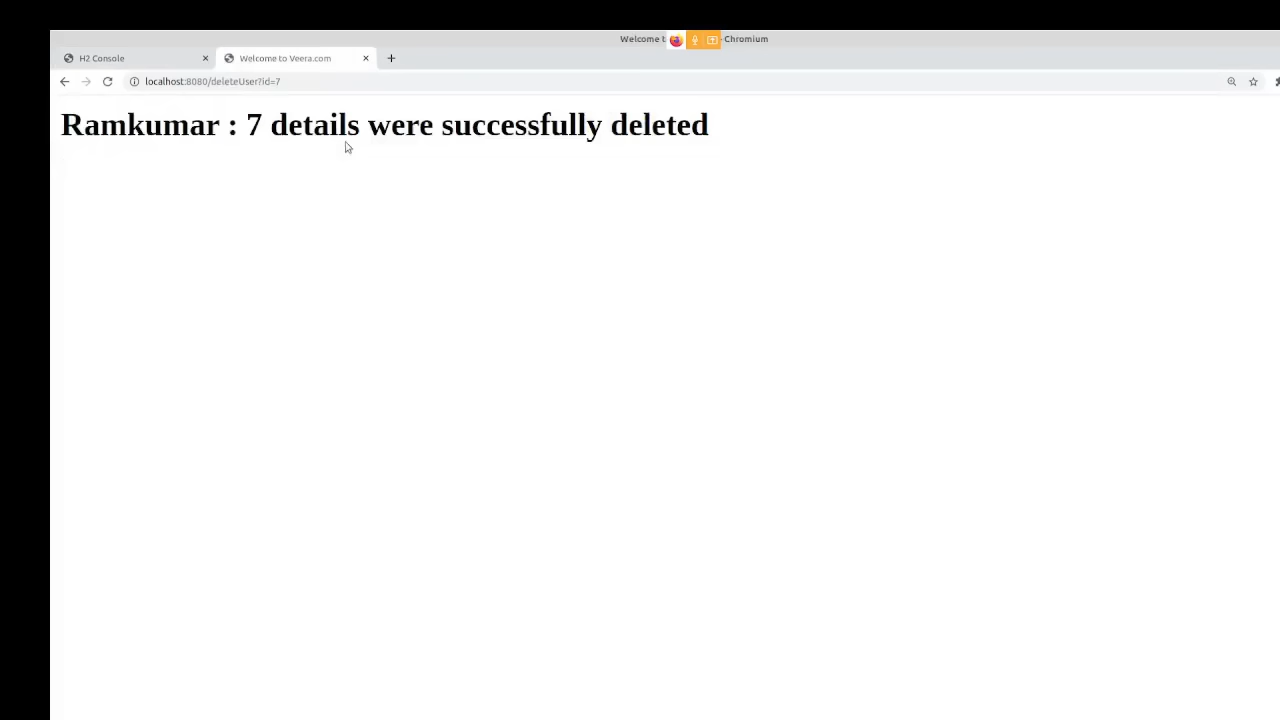 Welcome t - Chromium
H2 Console
Welcome to Veera.com
localhost:8080/deleteUser?id=7
Ramkumar : 7 details were successfully deleted